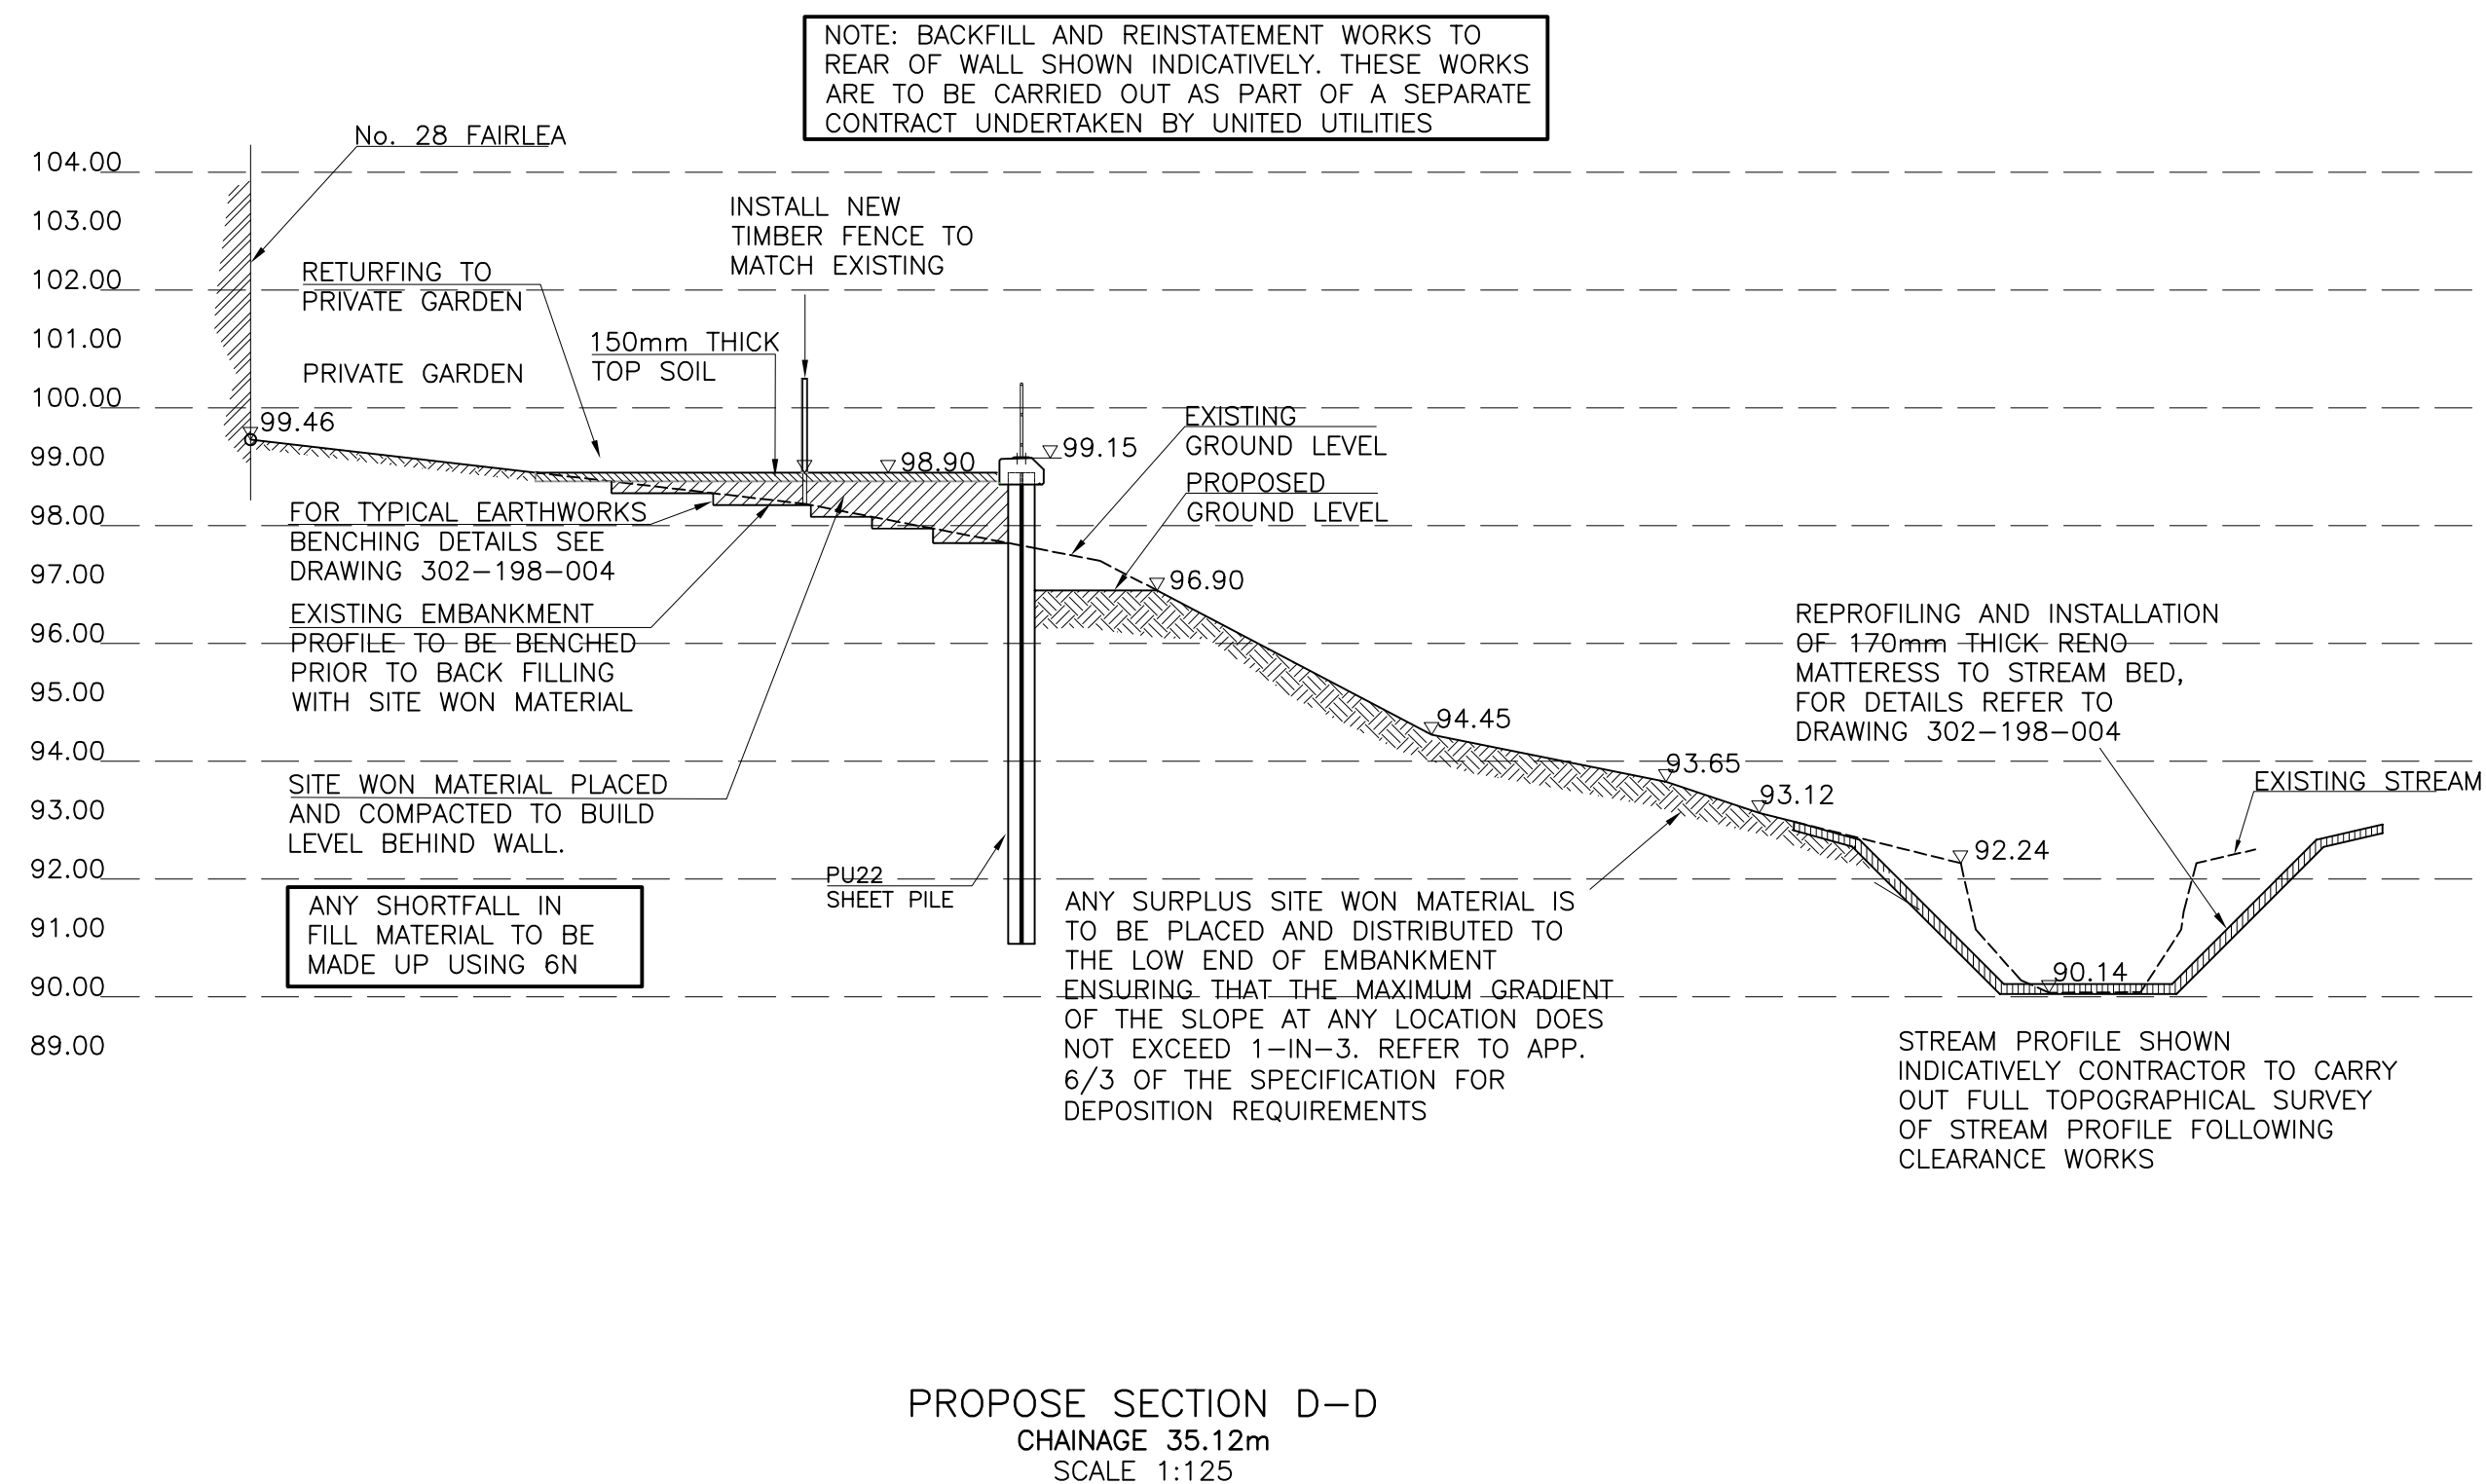 NOTE: BACKFILL AND REINSTATEMENT WORKS TO
REAR OF WALL SHOWN INDICATIVELY. THESE WORKS
ARE TO BE CARRIED OUT AS PART OF A SEPARATE
CONTRACT UNDERTAKEN BY UNITED UTILITIES
No. 28 FAIRLEA
104.00
103.00
102.00
101.00
100.00
99.00
98.00
97.00
96.00
95.00
94.00
93.00
92.00
91.00
90.00
89.00
INSTALL NEW
TIMBER FENCE TO
MATCH EXISTING
RETURFING TO
PRIVATE GARDEN
150mm THICK
TOP SOIL
PRIVATE GARDEN
99.46
98.90
99.15
EXISTING
GROUND LEVEL
PROPOSED
GROUND LEVEL
FOR TYPICAL EARTHWORKS
BENCHING DETAILS SEE
DRAWING 302-198-004
96.90
EXISTING EMBANKMENT
PROFILE TO BE BENCHED
PRIOR TO BACK FILLING
WITH SITE WON MATERIAL
REPROFILING AND INSTALLATION
OF 170mm THICK RENO
MATTERESS TO STREAM BED,
FOR DETAILS REFER TO
DRAWING 302-198-004
94.45
93.65
93.12
EXISTING STREAM
SITE WON MATERIAL PLACED
AND COMPACTED TO BUILD
LEVEL BEHIND WALL.
92.24
PU22
SHEET PILE
ANY SHORTFALL IN
FILL MATERIAL TO BE
MADE UP USING 6N
ANY SURPLUS SITE WON MATERIAL IS
TO BE PLACED AND DISTRIBUTED TO
THE LOW END OF EMBANKMENT
ENSURING THAT THE MAXIMUM GRADIENT
OF THE SLOPE AT ANY LOCATION DOES
NOT EXCEED 1-IN-3. REFER TO APP.
6/3 OF THE SPECIFICATION FOR
DEPOSITION REQUIREMENTS
90.14
STREAM PROFILE SHOWN
INDICATIVELY CONTRACTOR TO CARRY
OUT FULL TOPOGRAPHICAL SURVEY
OF STREAM PROFILE FOLLOWING
CLEARANCE WORKS
PROPOSE SECTION D-D
CHAINAGE 35.12m
SCALE 1:125